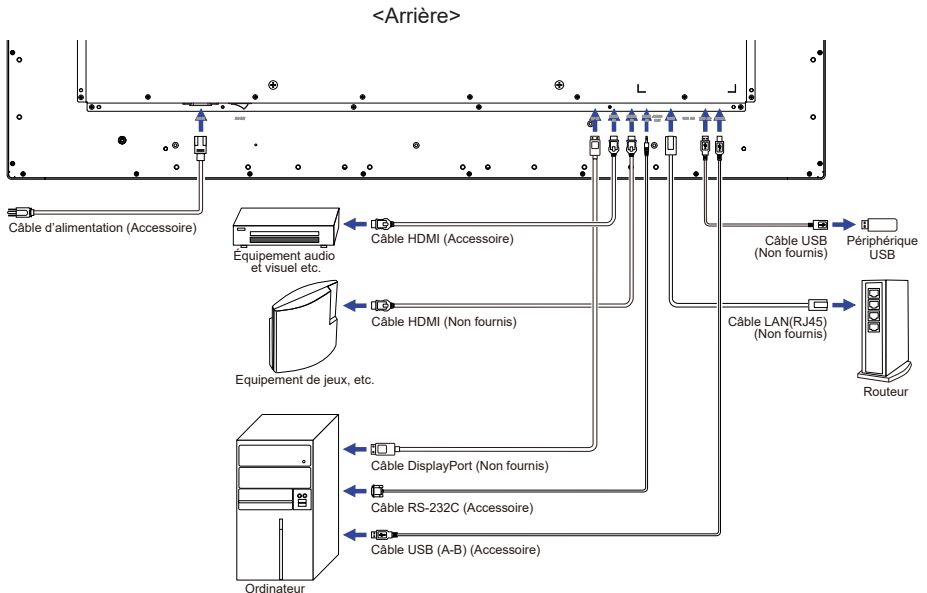 <Arrière>
Câble d'alimentation (Accessoire)
Équipement audio
et visuel etc.
Câble HDMI (Accessoire)
Câble USB
(Non fournis)
Périphérique
USB
Câble HDMI (Non fournis)
Equipement de jeux, etc.
Câble LAN(RJ45)
(Non fournis)
Routeur
Câble DisplayPort (Non fournis)
Câble RS-232C (Accessoire)
Câble USB (A-B) (Accessoire)
Ordinateur